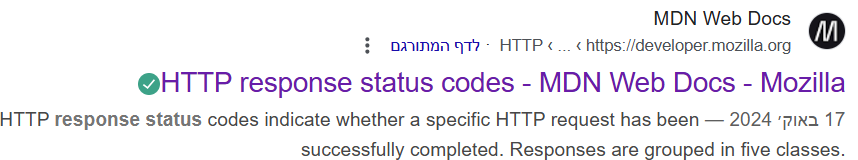 MDN Web Docs
https://developer.mozilla.org › ... › HTTP · לדף המתורגם
HTTP response status codes - MDN Web Docs - Mozilla
17 באוק׳ 2024 — HTTP response status codes indicate whether a specific HTTP request has been
successfully completed. Responses are grouped in five classes.